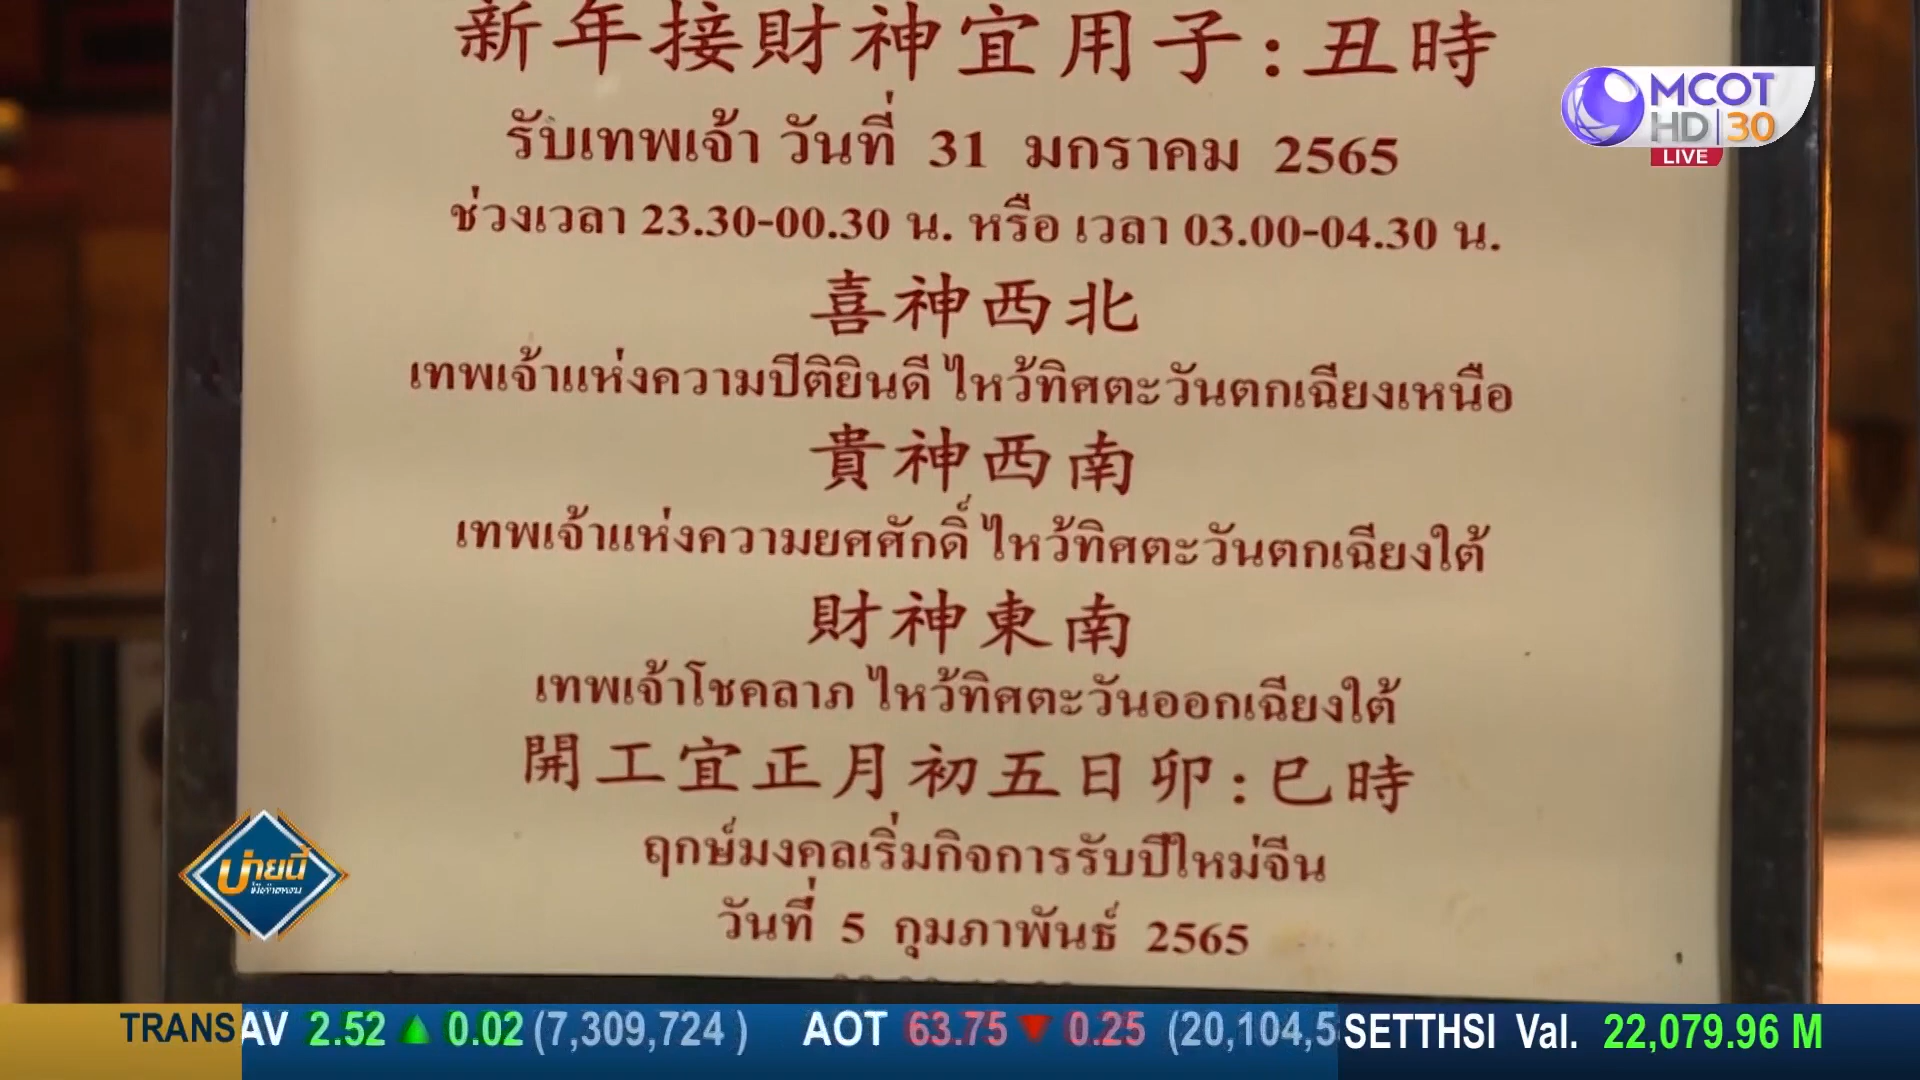 新年接財神宜用子:丑時
MCOT
HD 30
LIVE
รับเทพเจ้า วันที่ 31 มกราคม 2565
ช่วงเวลา 23.30-00.30 น. หรือ เวลา 03.00-04.30 น.
喜神西北
เทพเจ้าแห่งความปีติยินดี ไหว้ทิศตะวันตกเฉียงเหนือ
貴神西南
เทพเจ้าแห่งความยศศักดิ์ ไหว้ทิศตะวันตกเฉียงใต้
財神東南
เทพเจ้าโชคลาภ ไหว้ทิศตะวันออกเฉียงใต้
開工宜正月初五日卯:巳時
ฤกษ์มงคลเริ่มกิจการรับปีใหม่จีน
วันที่ 5 กุมภาพันธ์ 2565
บ่ายนี้
TRANS AV 2.52 ▲ 0.02 (7,309,724 ) AOT 63.75 ▼ 0.25 (20,104,5 SETTHSI Val. 22,079.96 M